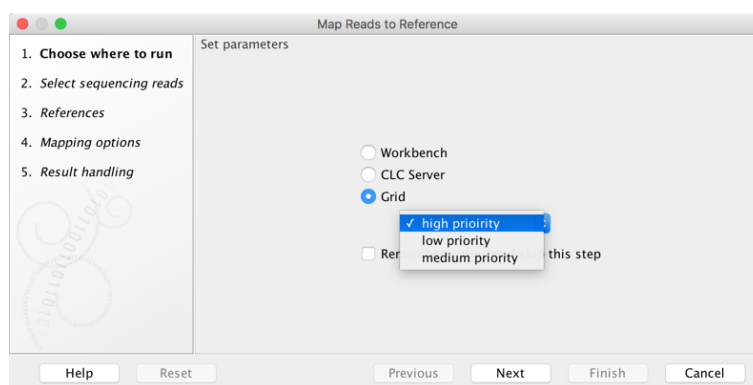 Map Reads to Reference
1. Choose where to run
2. Select sequencing reads
3. References
4. Mapping options
5. Result handling
Set parameters
Workbench
CLC Server
Grid
✓ high prioirity
low priority
medium priority
this step
Help Reset Previous Next Finish Cancel